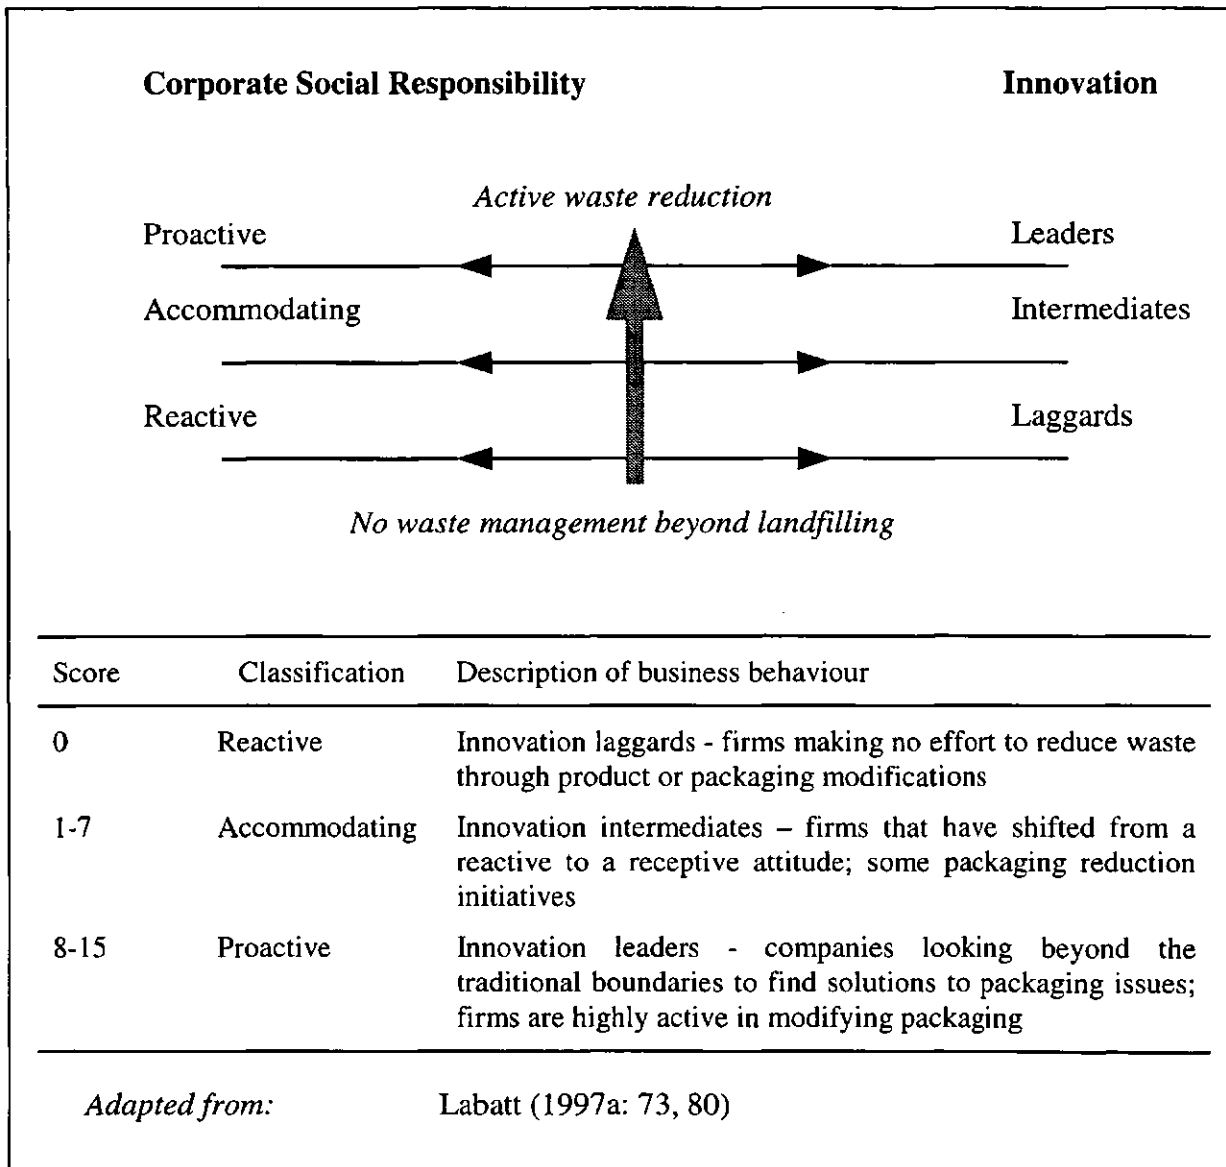 Corporate Social Responsibility Innovation
Active waste reduction
Proactive Leaders
Accommodating Intermediates
Reactive Laggards
No waste management beyond landfilling
Score Classification Description of business behaviour
0 Reactive Innovation laggards - firms making no effort to reduce waste
through product or packaging modifications
1-7 Accommodating Innovation intermediates – firms that have shifted from a
reactive to a receptive attitude; some packaging reduction
initiatives
8-15 Proactive Innovation leaders - companies looking beyond the
traditional boundaries to find solutions to packaging issues;
firms are highly active in modifying packaging
Adapted from: Labatt (1997a: 73, 80)